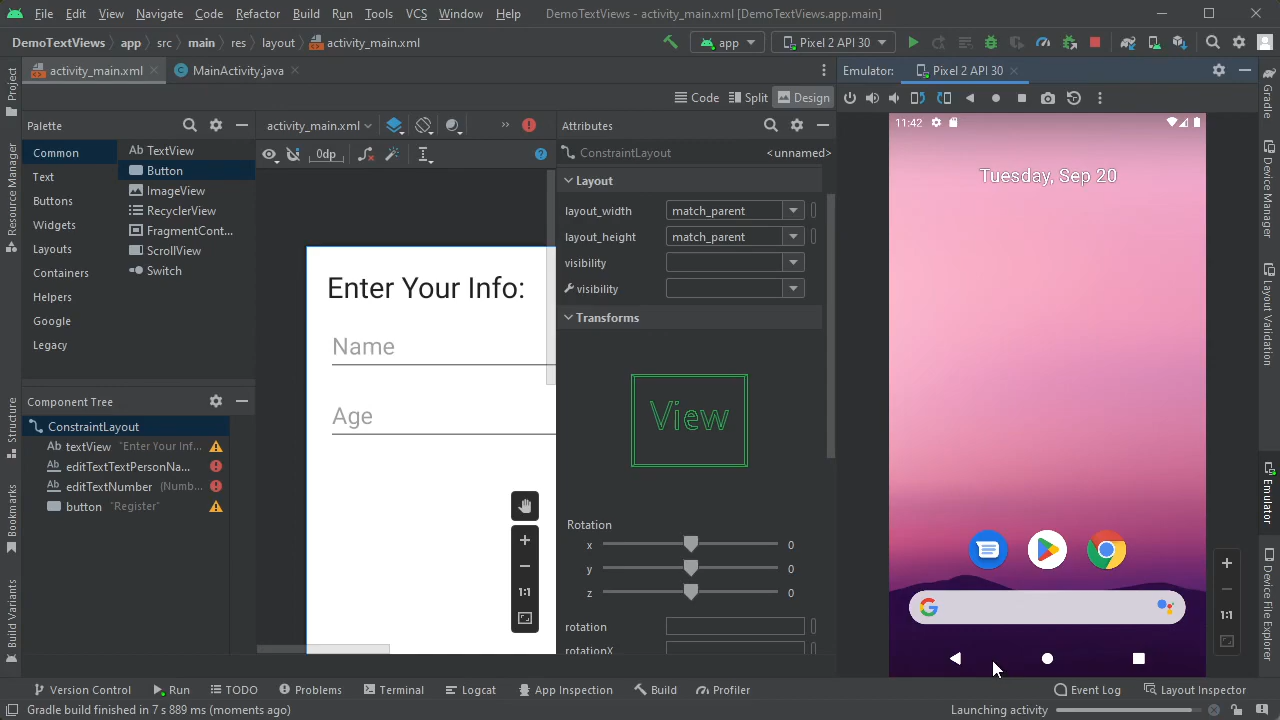 File Edit View Navigate Code Refactor Build Run Tools VCS Window Help DemoTextViews - activity_main.xml [DemoTextViews.app.main]
DemoTextViews app src main res layout activity_main.xml app Pixel 2 API 30
activity_main.xml MainActivity.java Emulator: Pixel 2 API 30
Code Split Design
Palette activity_main.xml Attributes
Common
Text
Buttons
Widgets
Layouts
Containers
Helpers
Google
Legacy
Ab TextView
Button
ImageView
RecyclerView
FragmentCont...
ScrollView
Switch
Component Tree
ConstraintLayout
Ab textView "Enter Your Inf...
Ab editTextTextPersonNa...
Ab editTextNumber (Numb...
button "Register"
0dp
Enter Your Info:
Name
Age
1:1
ConstraintLayout <unnamed>
Layout
layout_width match_parent
layout_height match_parent
visibility
visibility
Transforms
View
Rotation
x 0
y 0
z 0
rotation
rotationX
11:42
Tuesday, Sep 20
G
1:1
Project
Resource Manager
Structure
Bookmarks
Build Variants
Gradle
Layout Validation
Emulator
Device File Explorer
Version Control Run TODO Problems Terminal Logcat App Inspection Build Profiler Event Log Layout Inspector
Gradle build finished in 7 s 889 ms (moments ago) Launching activity